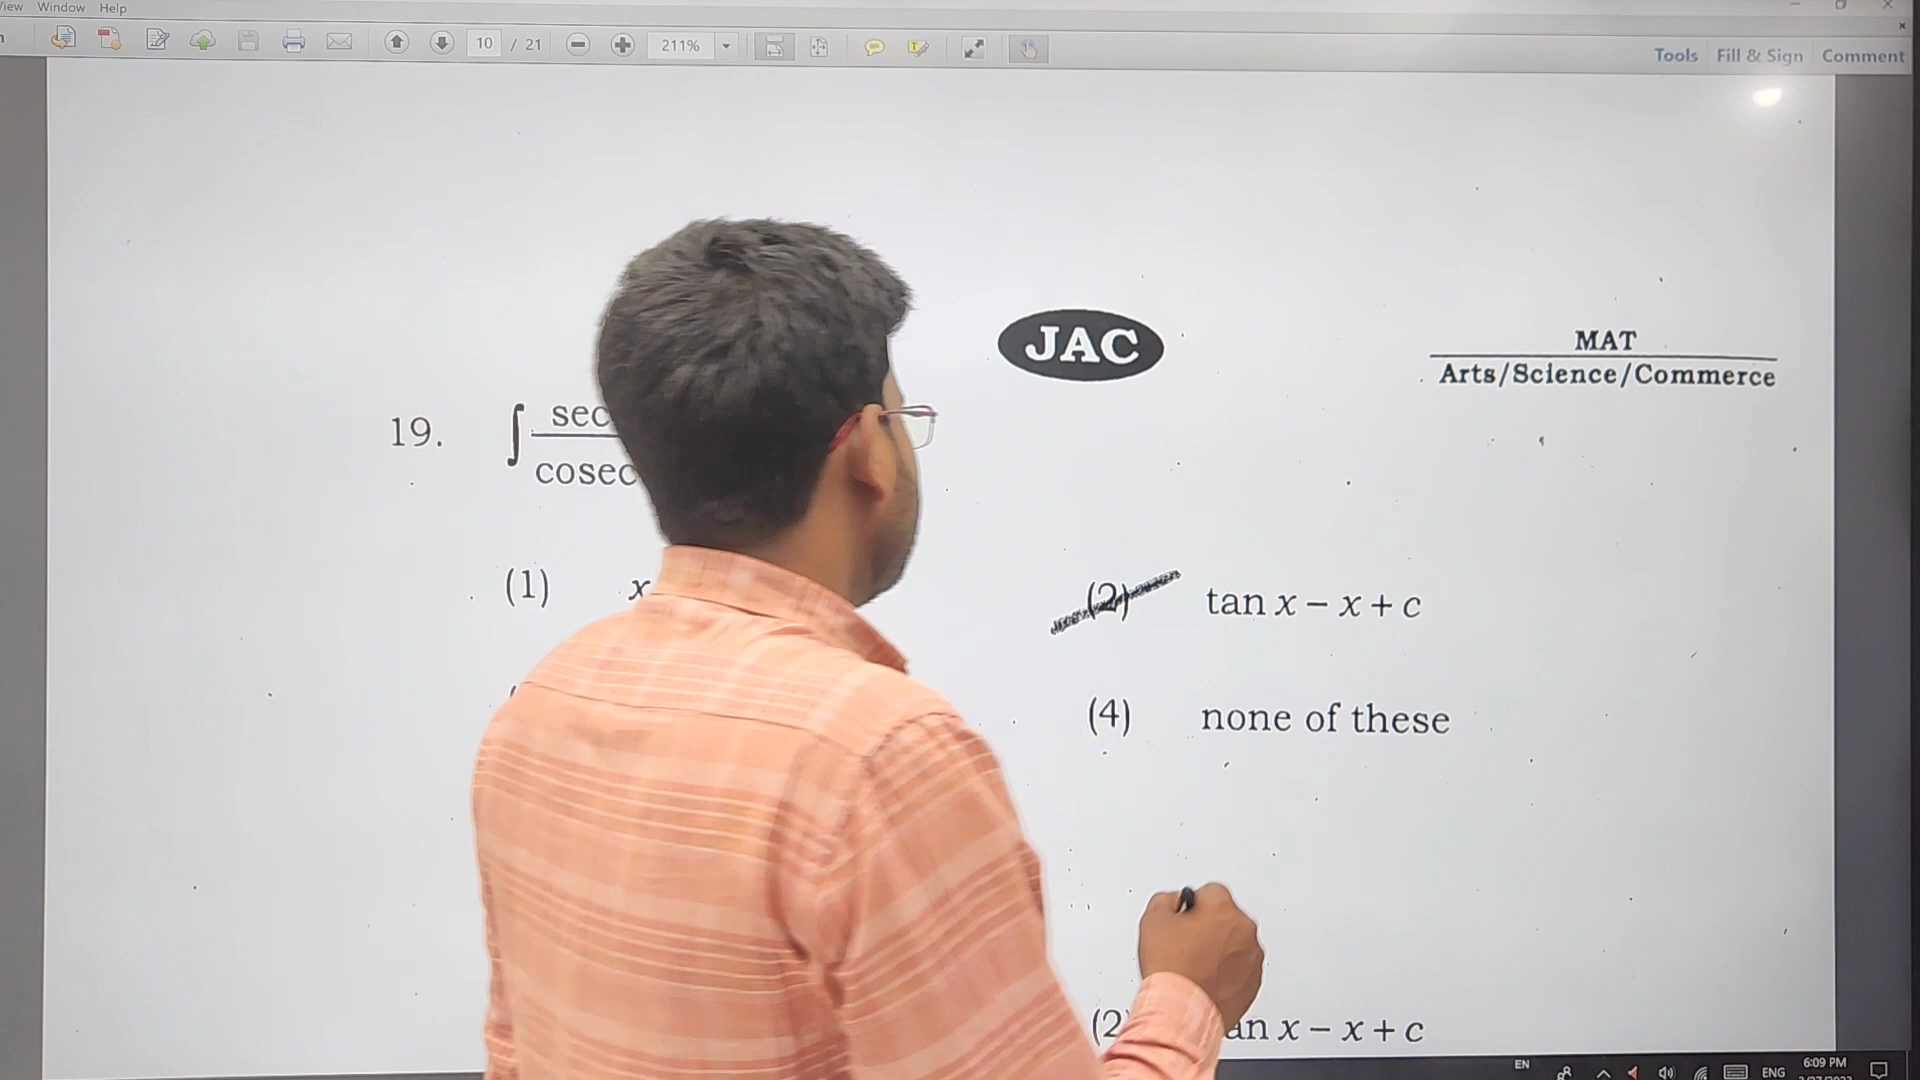 View Window Help
10 / 21 211%
Tools Fill & Sign Comment
JAC
MAT
Arts/Science/Commerce
19. ∫ sec
cosec
(1) x
(2) tan x – x + c
(4) none of these
(2) an x – x + c
EN
ENG
6:09 PM